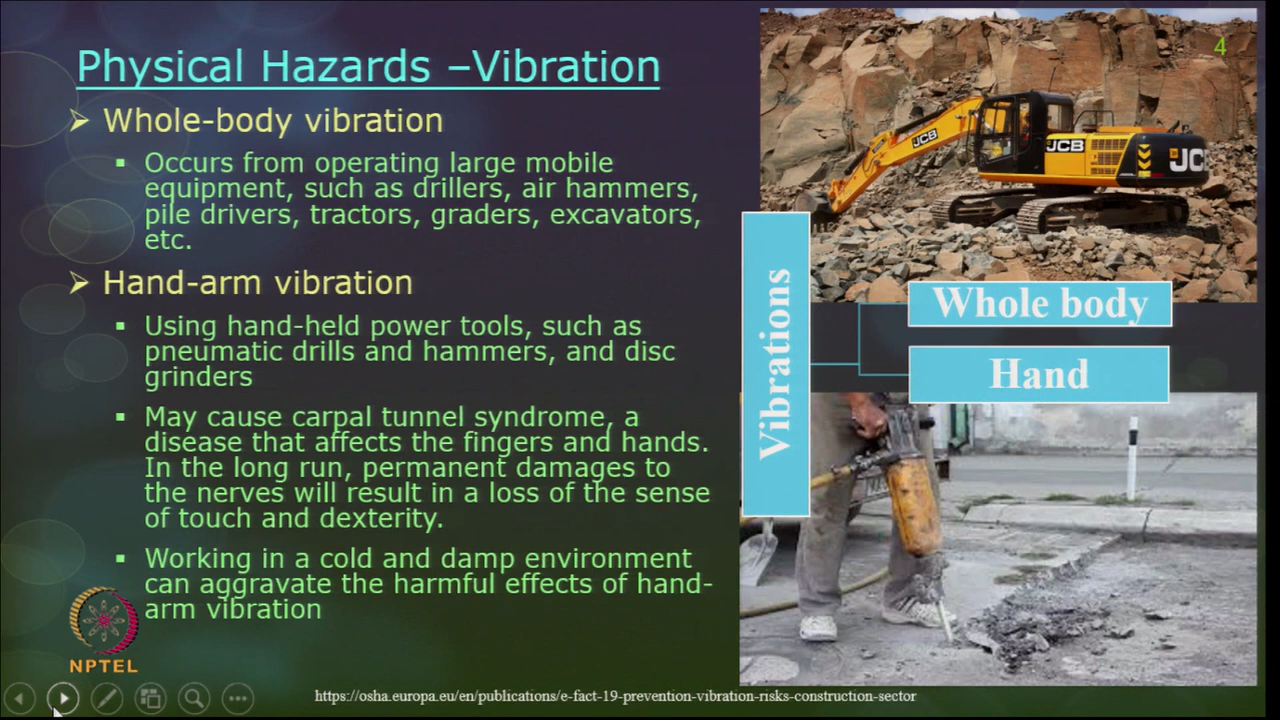 Physical Hazards –Vibration
4
➢ Whole-body vibration
▪ Occurs from operating large mobile
equipment, such as drillers, air hammers,
pile drivers, tractors, graders, excavators,
etc.
➢ Hand-arm vibration
▪ Using hand-held power tools, such as
pneumatic drills and hammers, and disc
grinders
▪ May cause carpal tunnel syndrome, a
disease that affects the fingers and hands.
In the long run, permanent damages to
the nerves will result in a loss of the sense
of touch and dexterity.
▪ Working in a cold and damp environment
can aggravate the harmful effects of hand-
arm vibration
JCB
JCB
JC
Vibrations
Whole body
Hand
NPTEL
https://osha.europa.eu/en/publications/e-fact-19-prevention-vibration-risks-construction-sector